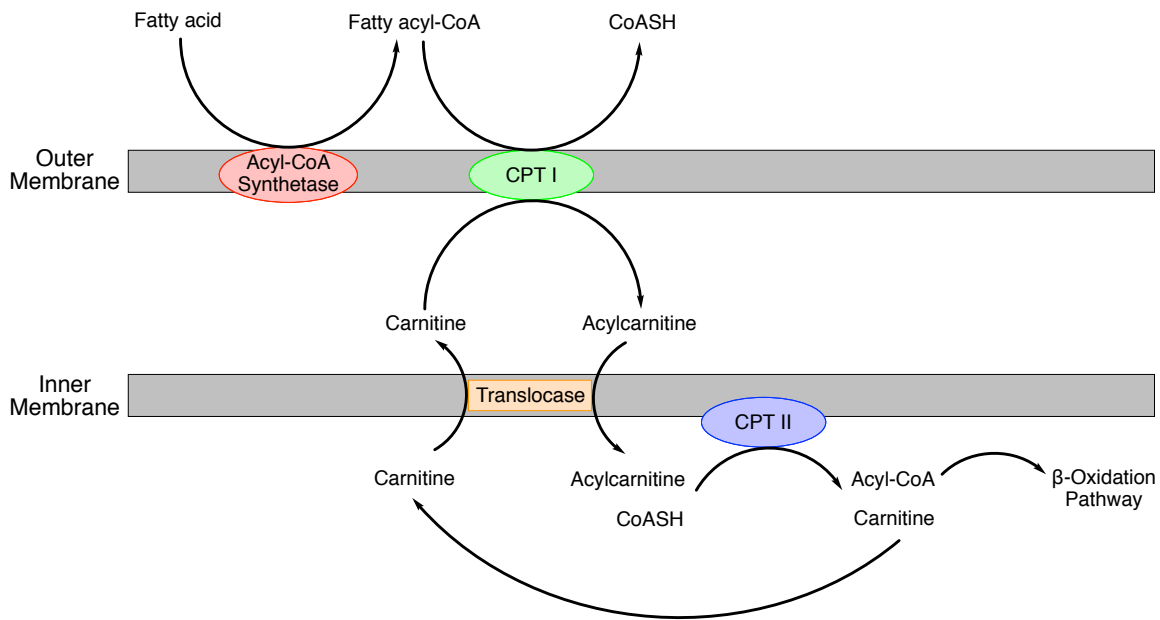 Fatty acid
Fatty acyl-CoA
CoASH
Outer
Membrane
Acyl-CoA
Synthetase
CPT I
Carnitine
Acylcarnitine
Inner
Membrane
Translocase
CPT II
Carnitine
Acylcarnitine
CoASH
Acyl-CoA
Carnitine
β-Oxidation
Pathway